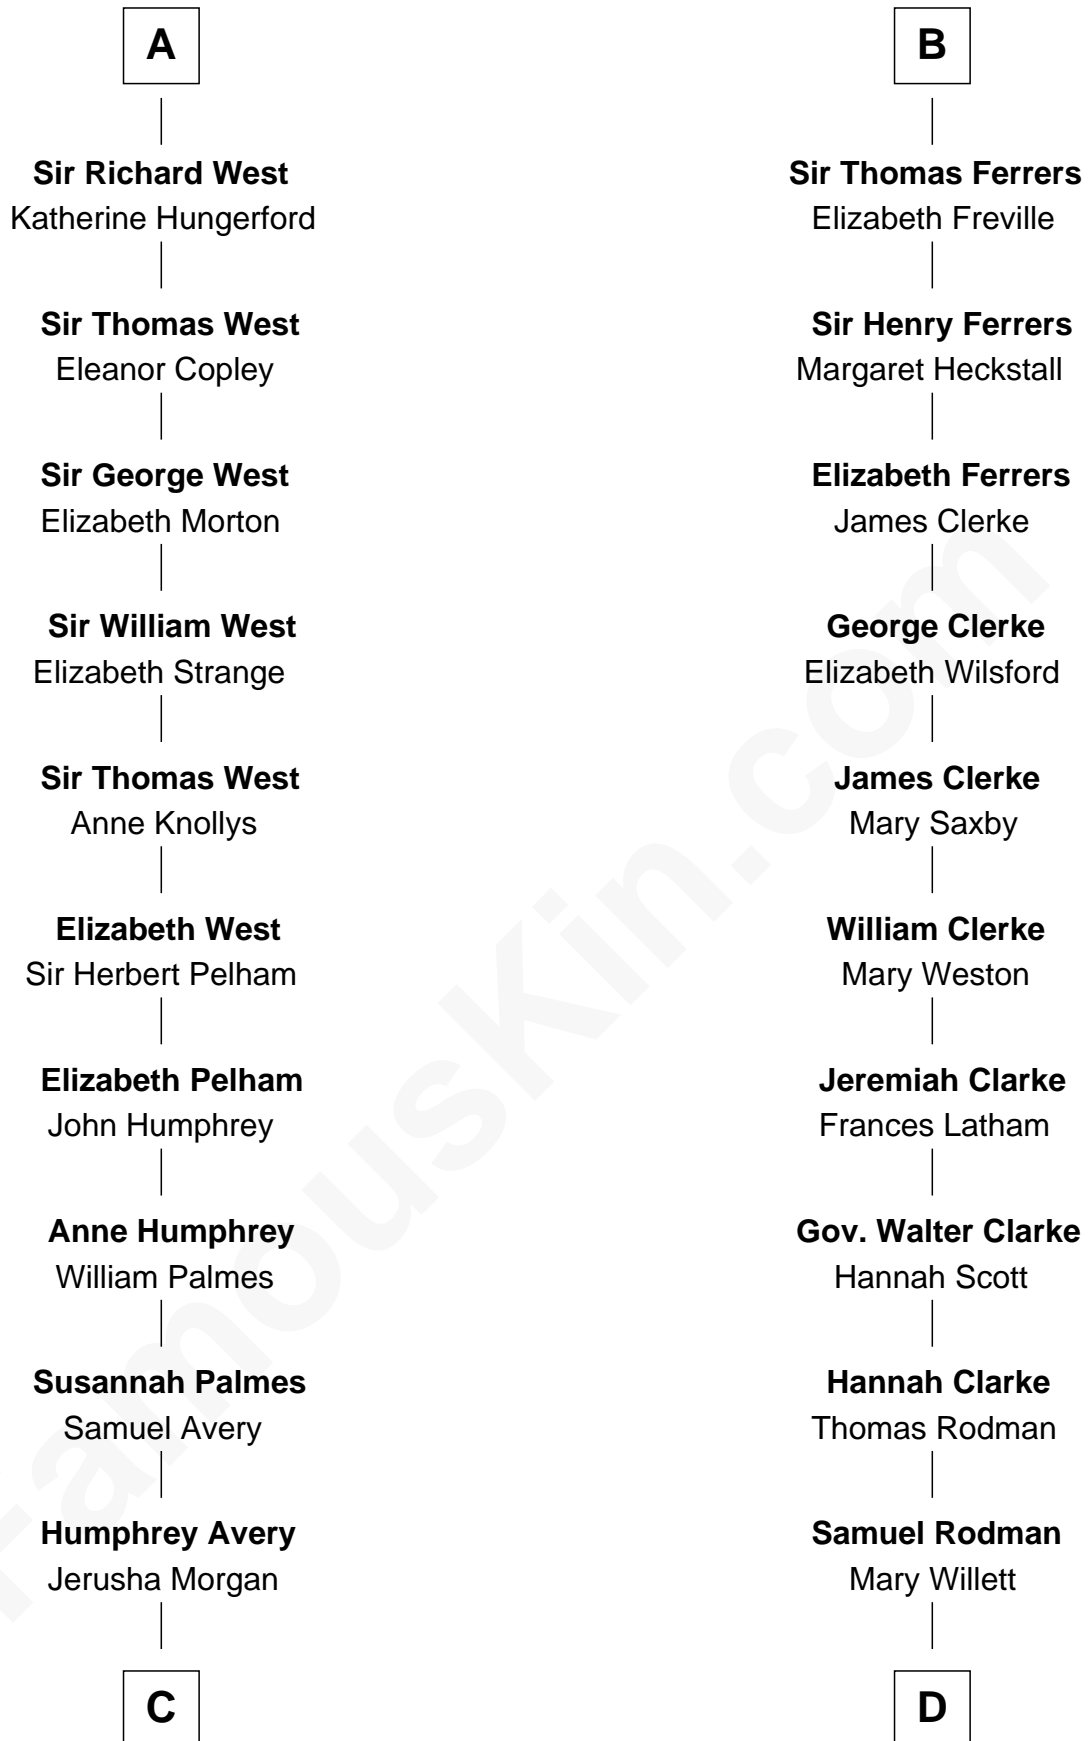 A
Sir Richard West
Katherine Hungerford
Sir Thomas West
Eleanor Copley
Sir George West
Elizabeth Morton
Sir William West
Elizabeth Strange
Sir Thomas West
Anne Knollys
Elizabeth West
Sir Herbert Pelham
Elizabeth Pelham
John Humphrey
Anne Humphrey
William Palmes
Susannah Palmes
Samuel Avery
Humphrey Avery
Jerusha Morgan
C
B
Sir Thomas Ferrers
Elizabeth Freville
Sir Henry Ferrers
Margaret Heckstall
Elizabeth Ferrers
James Clerke
George Clerke
Elizabeth Wilsford
James Clerke
Mary Saxby
William Clerke
Mary Weston
Jeremiah Clarke
Frances Latham
Gov. Walter Clarke
Hannah Scott
Hannah Clarke
Thomas Rodman
Samuel Rodman
Mary Willett
D
FamousKin.com